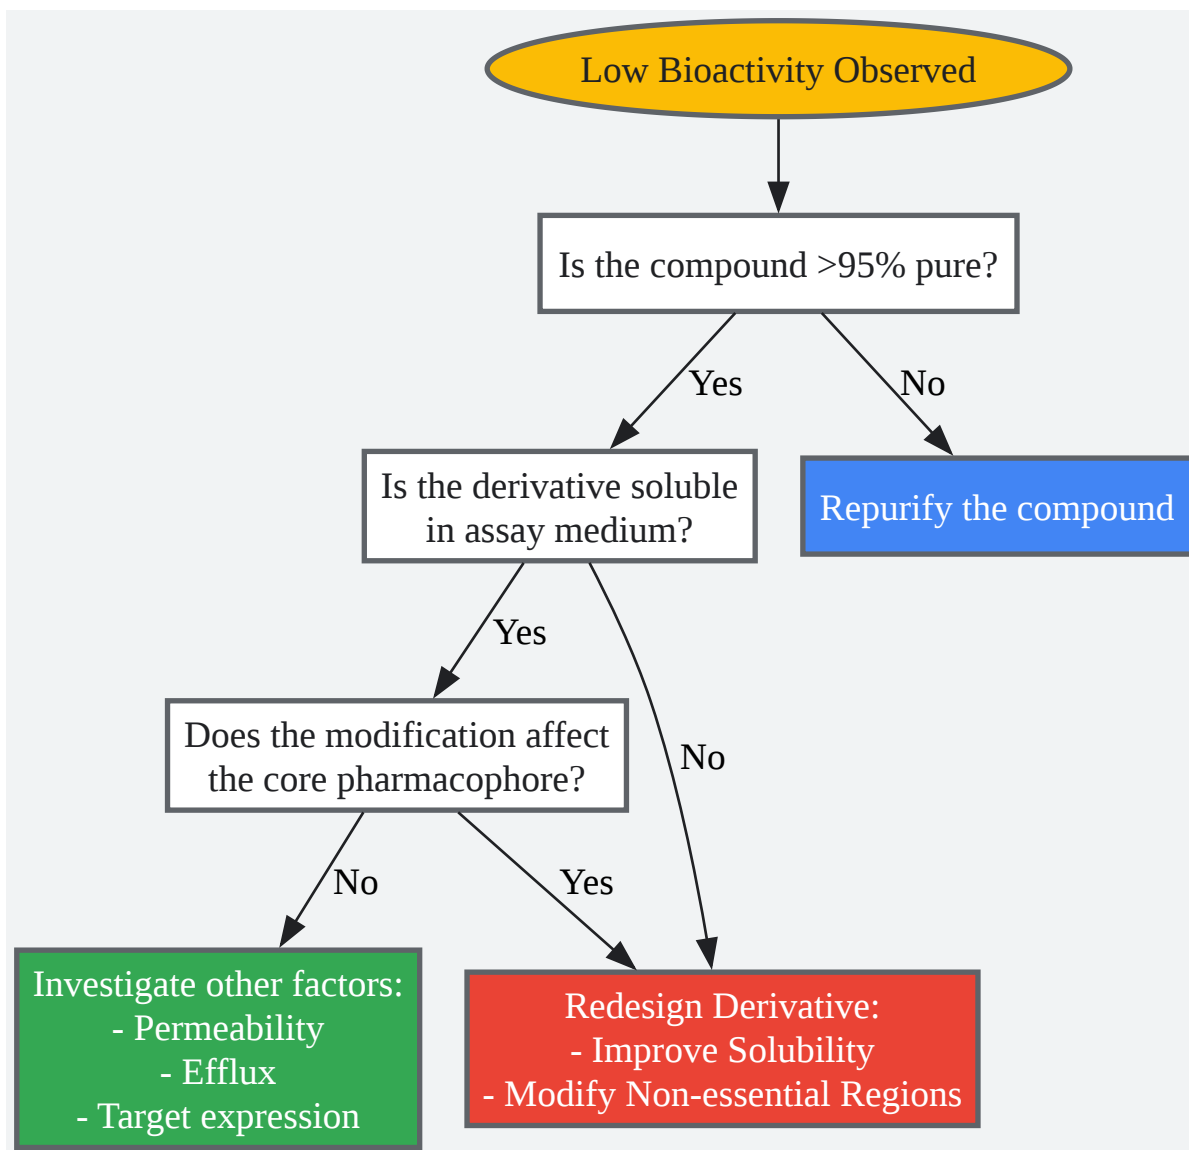 Low Bioactivity Observed
Is the compound >95% pure?
Yes
No
Is the derivative soluble
in assay medium?
Repurify the compound
Yes
No
Does the modification affect
the core pharmacophore?
No
Yes
Investigate other factors:
- Permeability
- Efflux
- Target expression
Redesign Derivative:
- Improve Solubility
- Modify Non-essential Regions